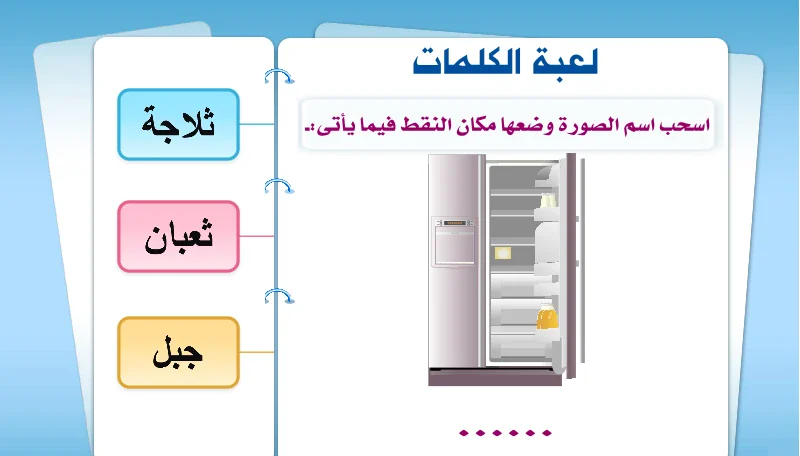 لعبة الكلمات
اسحب اسم الصورة وضعها مكان النقط فيما يأتى :ـ
ثلاجة
ثعبان
جبل